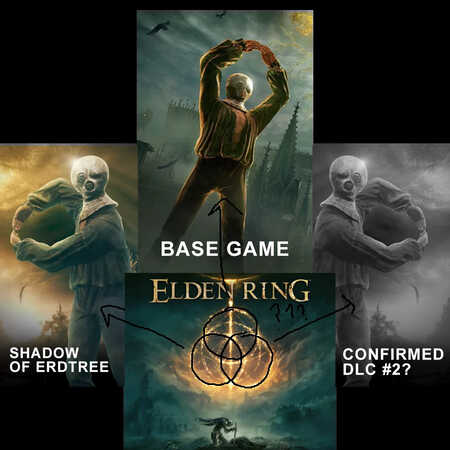 BASE GAME
ELDEN RING
???
SHADOW
OF ERDTREE
CONFIRMED
DLC #2?